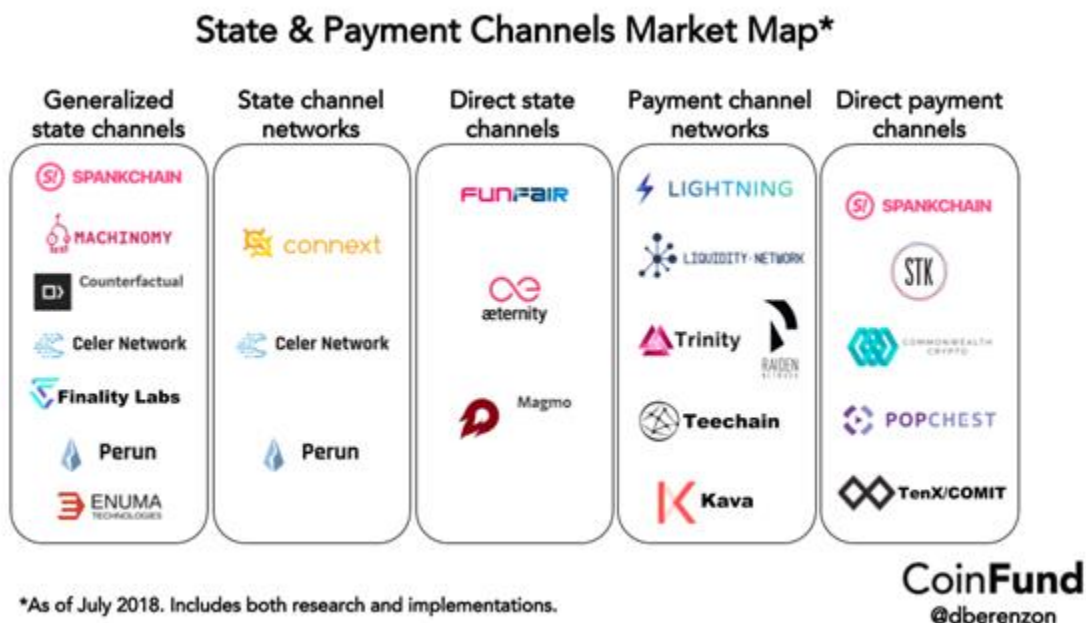 State & Payment Channels Market Map*
Generalized
state channels
SPANKCHAIN
MACHINOMY
Counterfactual
Celer Network
Finality Labs
Perun
ENUMA
TECHNOLOGIES
State channel
networks
connext
Celer Network
Perun
Direct state
channels
FUNFAIR
æternity
Magmo
Payment channel
networks
LIGHTNING
LIQUIDITY·NETWORK
Trinity
RAIDEN
NETWORK
Teechain
Kava
Direct payment
channels
SPANKCHAIN
STK
COMMONWEALTH
CRYPTO
POPCHEST
TenX/COMIT
*As of July 2018. Includes both research and implementations.
CoinFund
@dberenzon